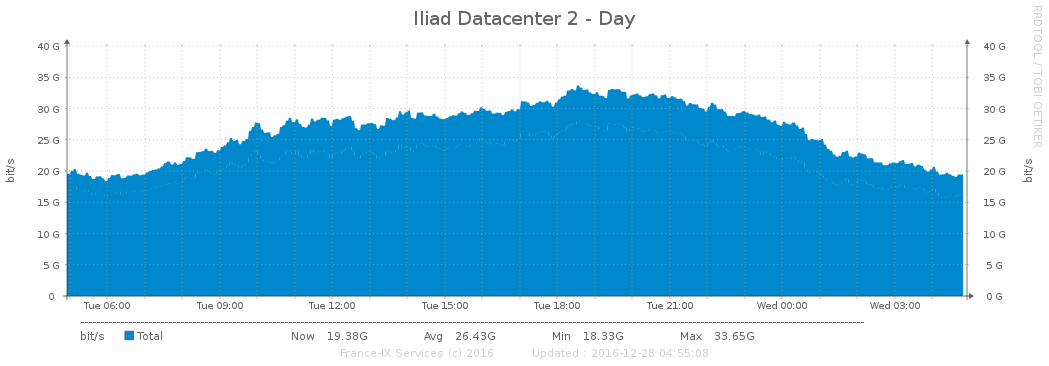 Iliad Datacenter 2 - Day
RRDTOOL / TOBI OETIKER
bit/s
40 G
35 G
30 G
25 G
20 G
15 G
10 G
5 G
0
40 G
35 G
30 G
25 G
20 G
15 G
10 G
5 G
0 G
bit/s
Tue 06:00 Tue 09:00 Tue 12:00 Tue 15:00 Tue 18:00 Tue 21:00 Wed 00:00 Wed 03:00
bit/s Total Now 19.38G Avg 26.43G Min 18.33G Max 33.65G
France-IX Services (c) 2016 Updated : 2016-12-28 04:55:08